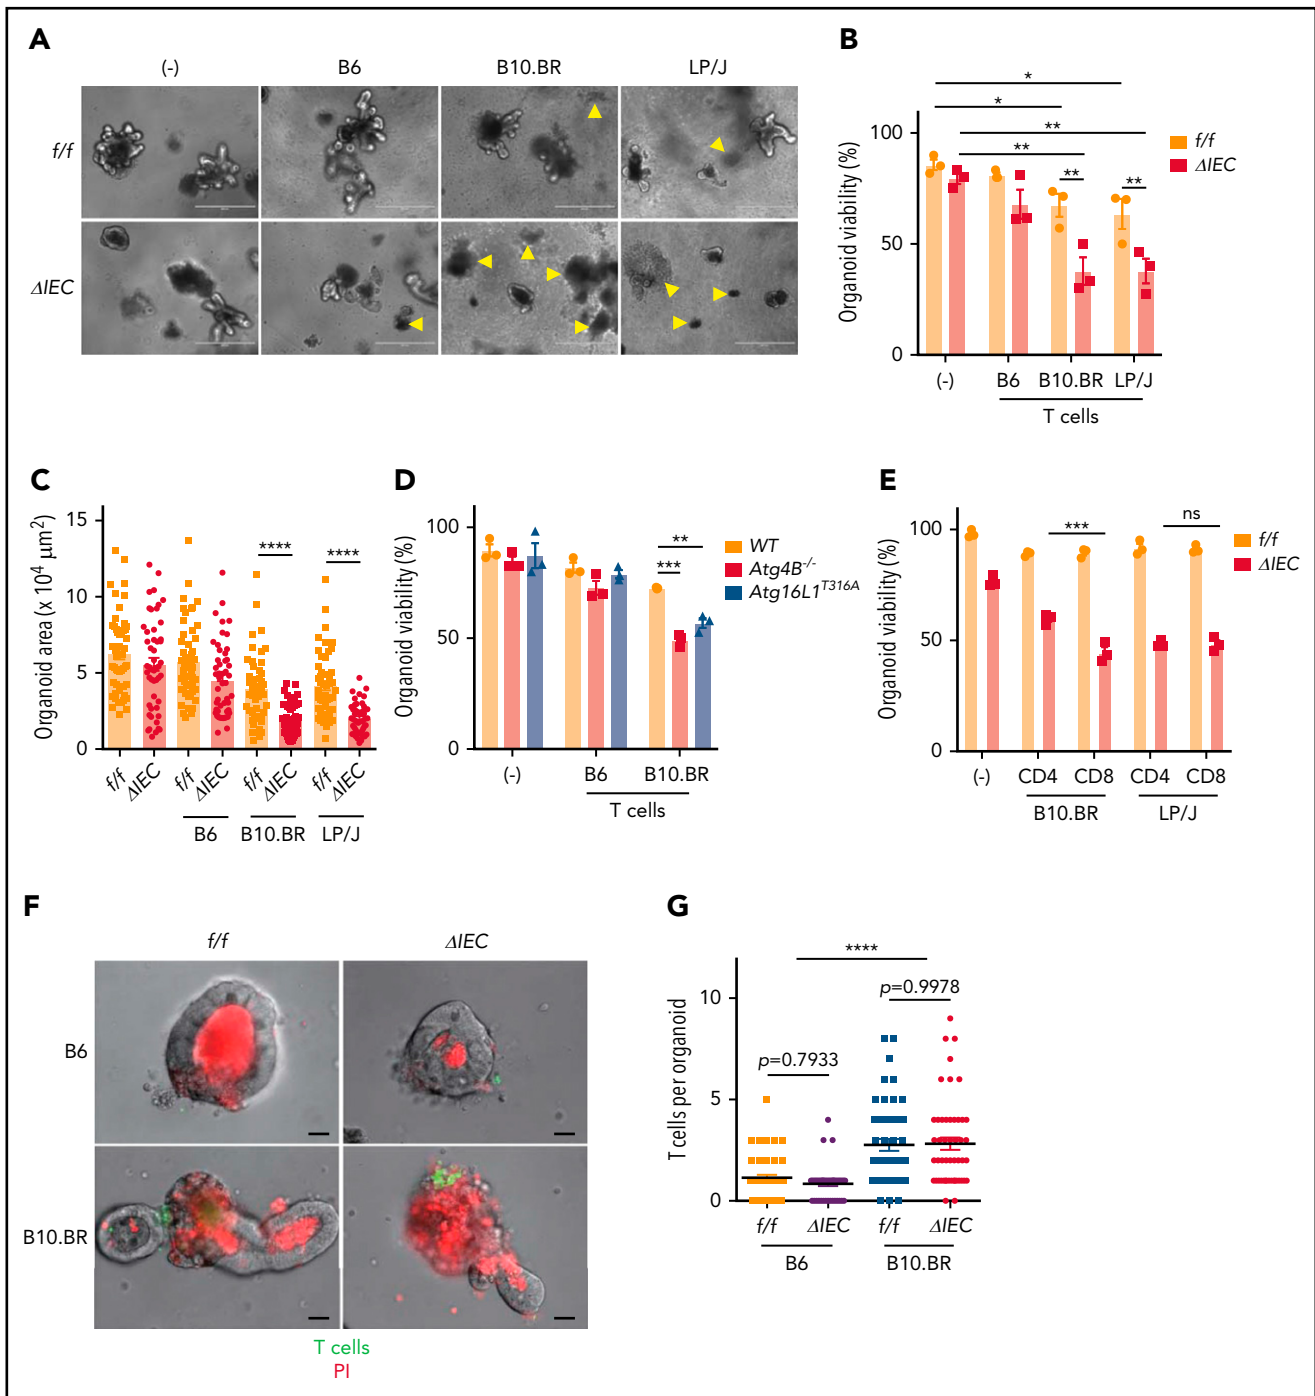 A
(-) B6 B10.BR LP/J
f/f
ΔIEC
B
* 
*
**
**
** **
100
50
0
Organoid viability (%)
f/f
ΔIEC
(-) B6 B10.BR LP/J
T cells
C
15
10
5
0
Organoid area (x 10⁴ μm²)
**** ****
f/f ΔIEC f/f ΔIEC f/f ΔIEC f/f ΔIEC
B6 B10.BR LP/J
D
100
50
0
Organoid viability (%)
**
***
WT
Atg4B⁻/⁻
Atg16L1ᵀ³¹⁶ᴬ
(-) B6 B10.BR
T cells
E
100
50
0
Organoid viability (%)
*** ns
f/f
ΔIEC
(-) CD4 CD8 CD4 CD8
B10.BR LP/J
F
f/f ΔIEC
B6
B10.BR
T cells
PI
G
****
p=0.9978
p=0.7933
10
5
0
T cells per organoid
f/f ΔIEC f/f ΔIEC
B6 B10.BR